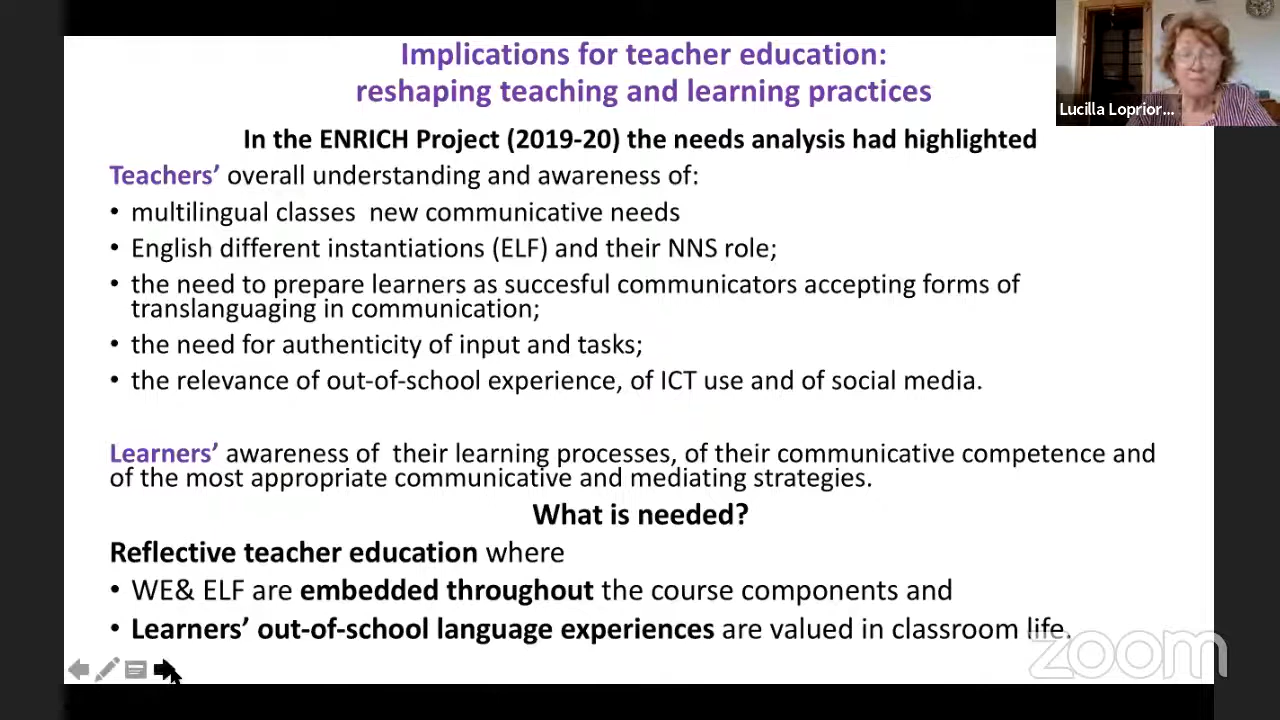 Implications for teacher education:
reshaping teaching and learning practices
LucillaLoprior...
In the ENRICH Project (2019-20) the needs analysis had highlighted
Teachers’ overall understanding and awareness of:
• multilingual classes new communicative needs
• English different instantiations (ELF) and their NNS role;
• the need to prepare learners as succesful communicators accepting forms of
translanguaging in communication;
• the need for authenticity of input and tasks;
• the relevance of out-of-school experience, of ICT use and of social media.
Learners’ awareness of their learning processes, of their communicative competence and
of the most appropriate communicative and mediating strategies.
What is needed?
Reflective teacher education where
• WE& ELF are embedded throughout the course components and
• Learners’ out-of-school language experiences are valued in classroom life.
zoom